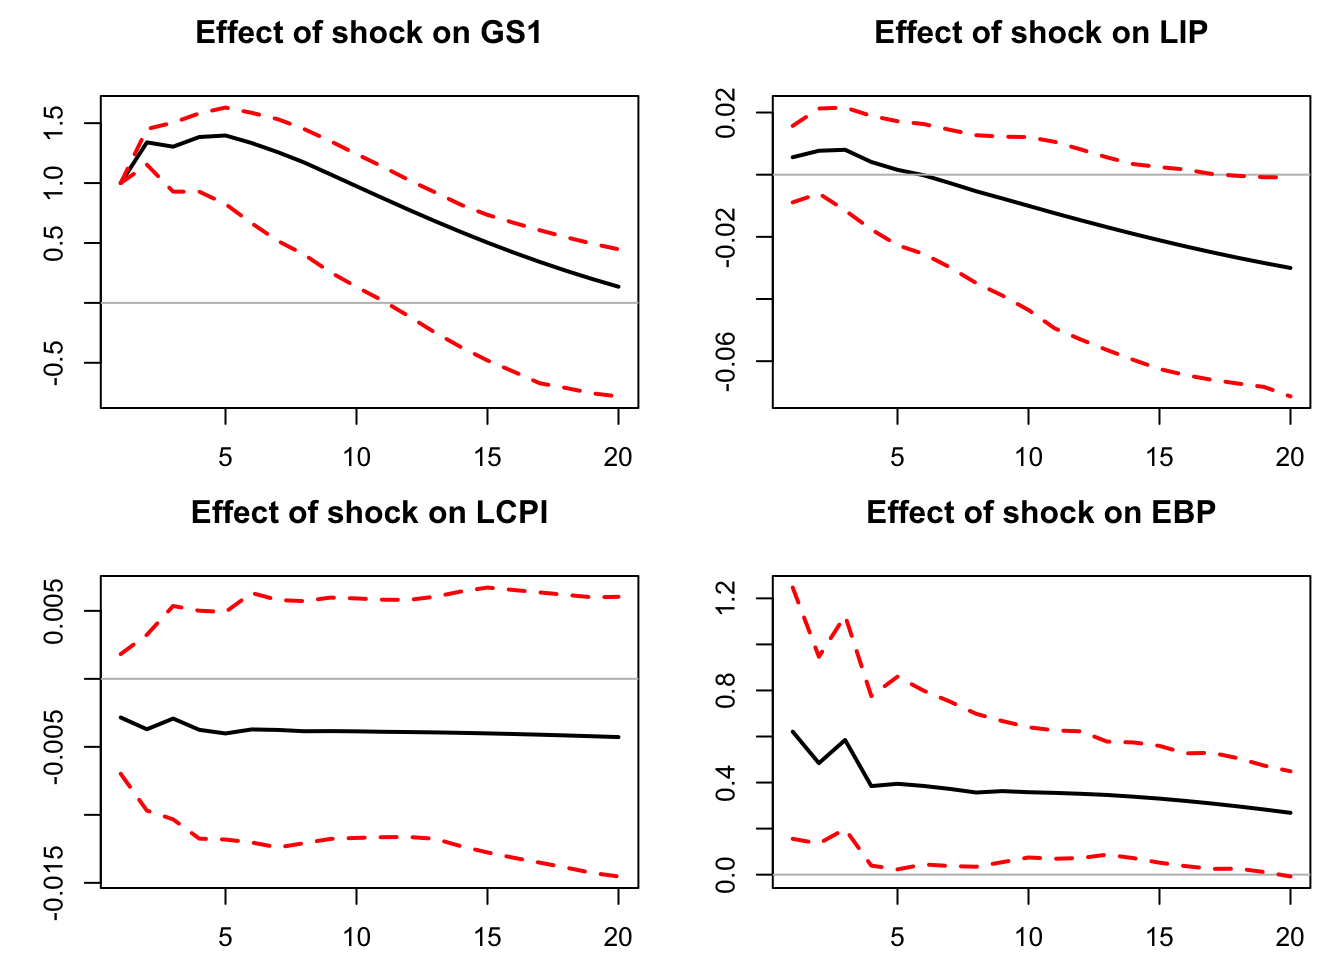 Effect of shock on GS1
1.5
1.0
0.5
-0.5
5 10 15 20
Effect of shock on LIP
0.02
-0.02
-0.06
5 10 15 20
Effect of shock on LCPI
0.005
-0.005
-0.015
5 10 15 20
Effect of shock on EBP
1.2
0.8
0.4
0.0
5 10 15 20